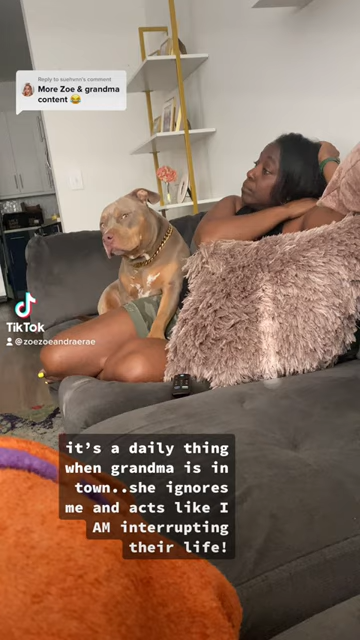 Reply to suehsnn's comment
More Zoe & grandma
content 😂
TikTok
@zoezoeandraerae
it's a daily thing
when grandma is in
town..she ignores
me and acts like I
AM interrupting
their life!